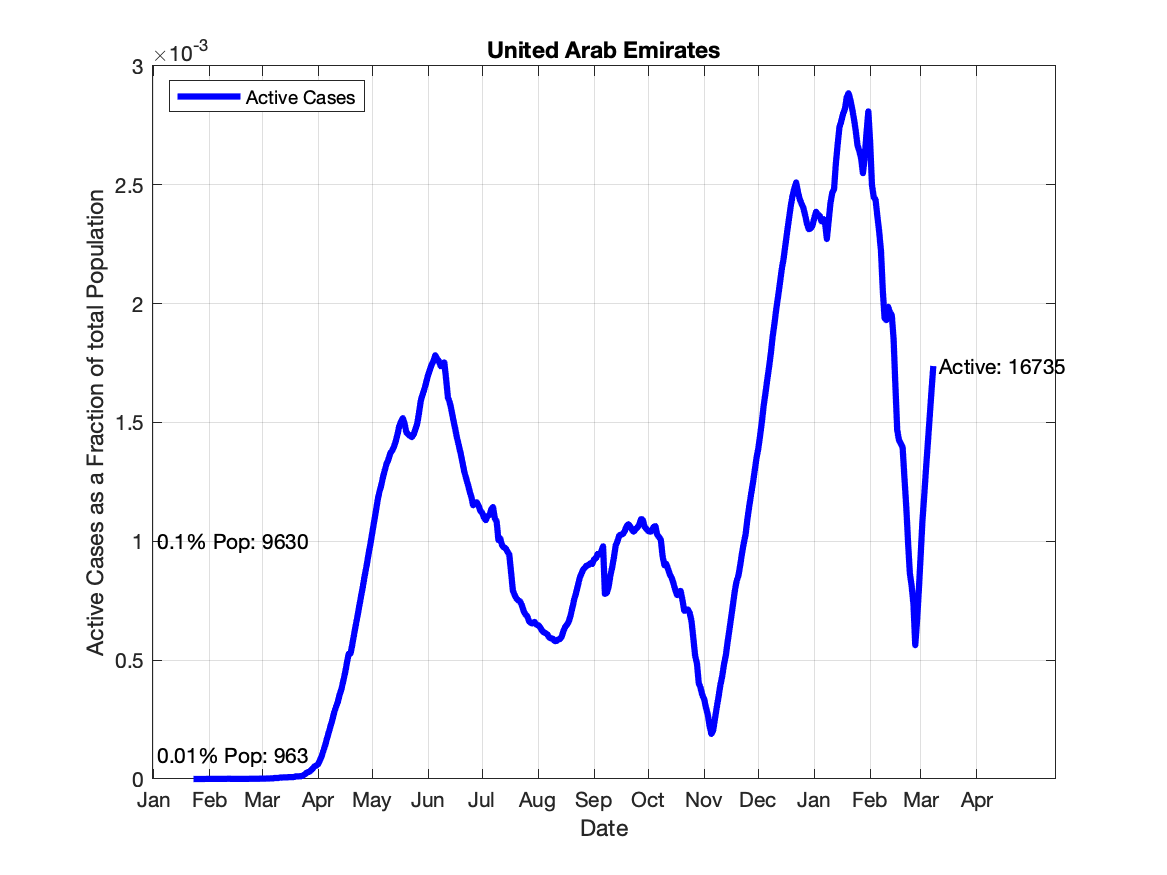 ×10-3
United Arab Emirates
3
Active Cases
2.5
2
Active: 16735
1.5
1
0.1% Pop: 9630
0.5
0.01% Pop: 963
0
Active Cases as a Fraction of total Population
Jan Feb Mar Apr May Jun Jul Aug Sep Oct Nov Dec Jan Feb Mar Apr
Date